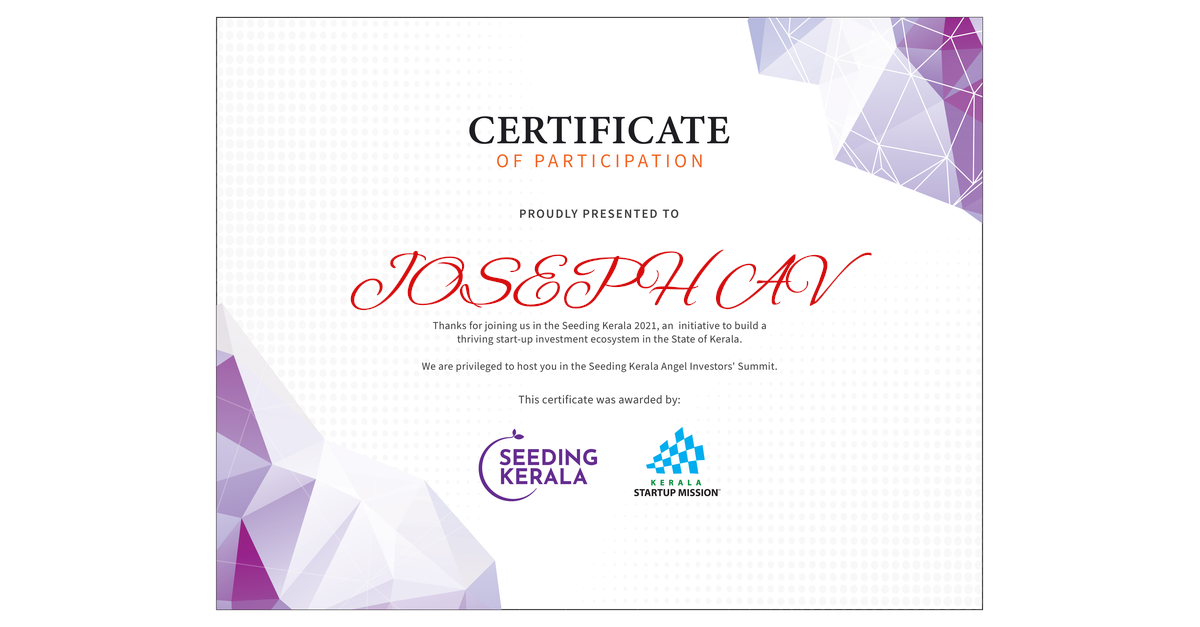 CERTIFICATE
OF PARTICIPATION
PROUDLY PRESENTED TO
JOSEPH AV
Thanks for joining us in the Seeding Kerala 2021, an initiative to build a
thriving start-up investment ecosystem in the State of Kerala.
We are privileged to host you in the Seeding Kerala Angel Investors' Summit.
This certificate was awarded by:
SEEDING
KERALA
KERALA
STARTUP MISSION